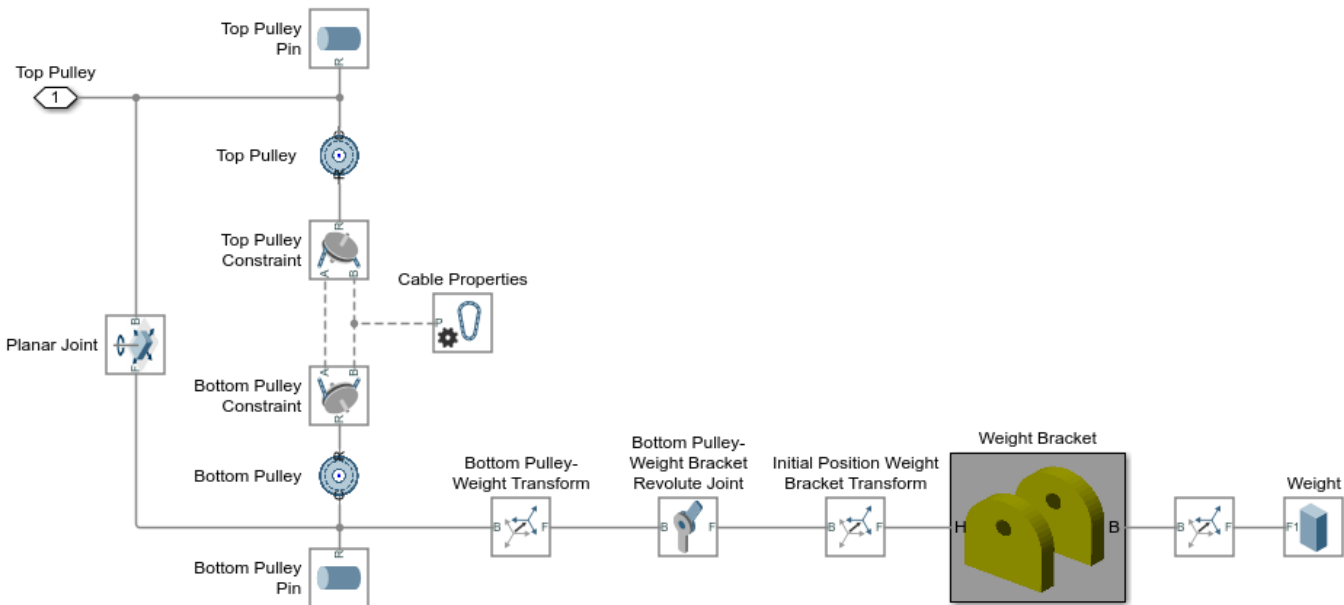 Top Pulley
Pin
R
Top Pulley
1
Top Pulley
R
Top Pulley
Constraint
A
B
Cable Properties
P
B
Planar Joint
F
A
B
Bottom Pulley
Constraint
R
Bottom Pulley
Bottom Pulley-
Weight Transform
B
F
Bottom Pulley-
Weight Bracket
Revolute Joint
B
F
Initial Position Weight
Bracket Transform
B
F
Weight Bracket
H
B
B
F
Weight
F1
R
Bottom Pulley
Pin